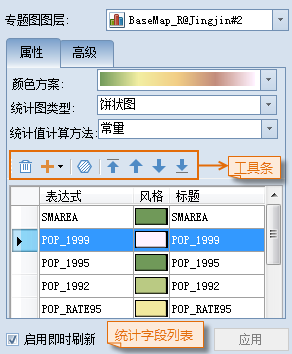 专题图图层: BaseMap_R@Jingjin#2
属性 高级
颜色方案:
统计图类型: 饼状图
统计值计算方法: 常量
工具条
表达式 风格 标题
SMAREA SMAREA
POP_1999 POP_1999
POP_1995 POP_1995
POP_1992 POP_1992
POP_RATE95 POP_RATE95
启用即时刷新 统计字段列表 应用